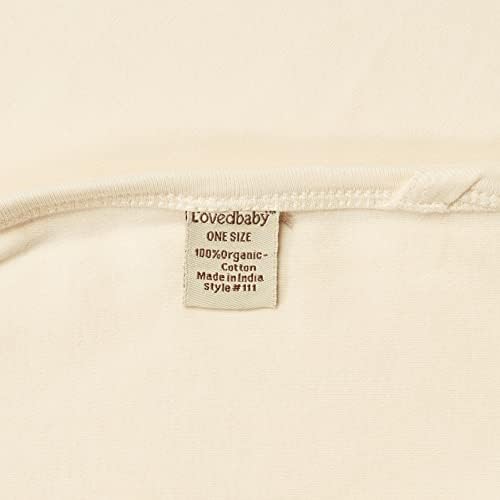 Lovedbaby™
ONE SIZE
100%Organic-
Cotton
Made in India
Style #111